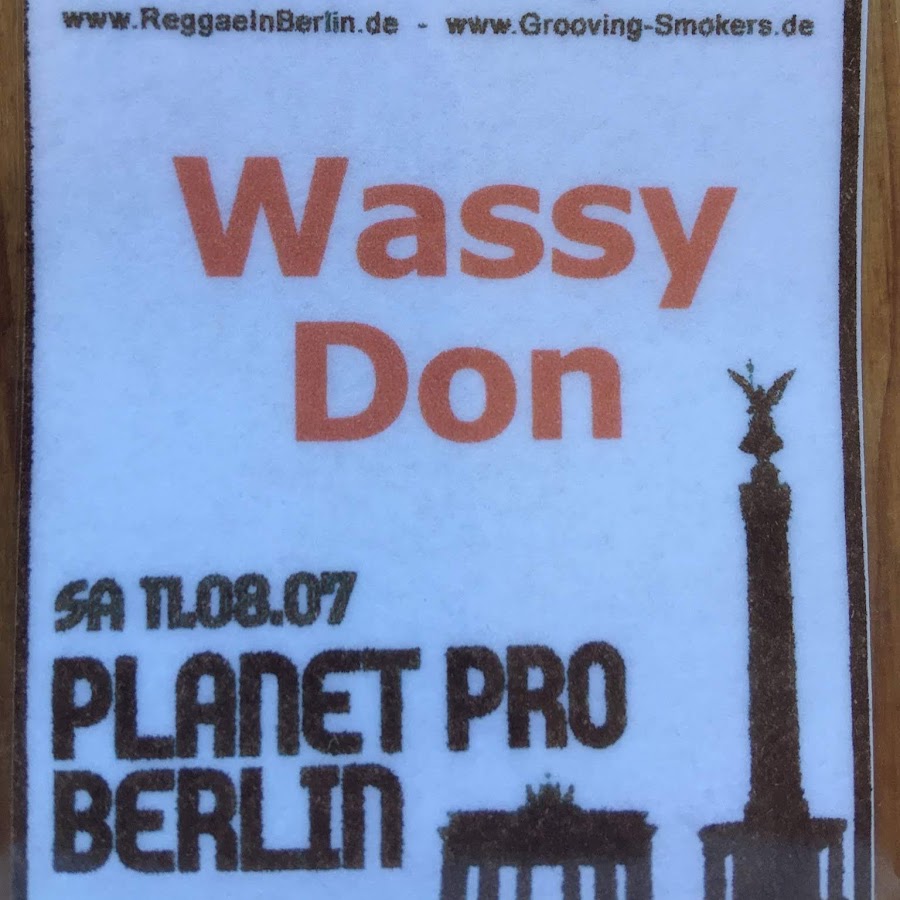 www.ReggaeInBerlin.de - www.Grooving-Smokers.de
Wassy
Don
SA 11.08.07
PLANET PRO
BERLIN